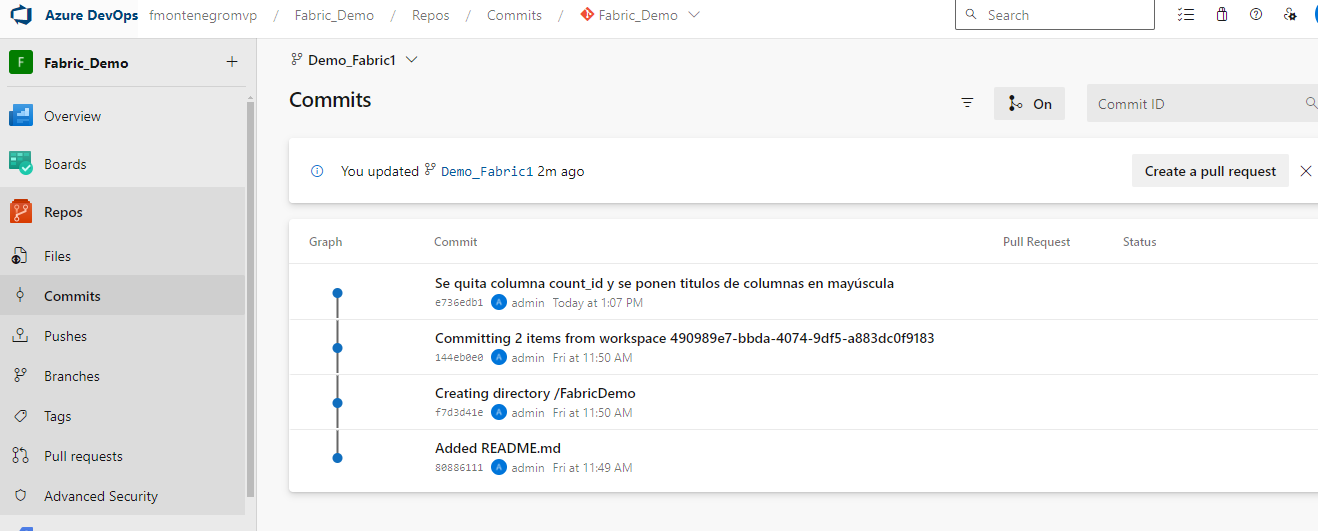 Azure DevOps fmontenegromvp / Fabric_Demo / Repos / Commits / Fabric_Demo
Search
F Fabric_Demo +
Overview
Boards
Repos
Files
Commits
Pushes
Branches
Tags
Pull requests
Advanced Security
Demo_Fabric1
Commits
On
Commit ID
You updated Demo_Fabric1 2m ago
Create a pull request
Graph Commit Pull Request Status
Se quita columna count_id y se ponen titulos de columnas en mayúscula
e736edb1 A admin Today at 1:07 PM
Committing 2 items from workspace 490989e7-bbda-4074-9df5-a883dc0f9183
144eb0e0 A admin Fri at 11:50 AM
Creating directory /FabricDemo
f7d3d41e A admin Fri at 11:50 AM
Added README.md
80886111 A admin Fri at 11:49 AM